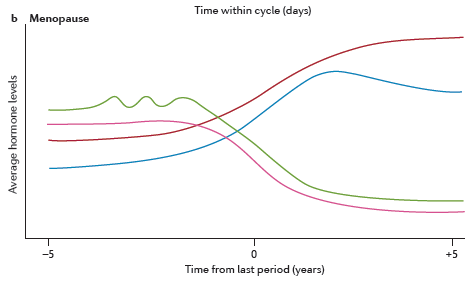 Time within cycle (days)
b Menopause
Average hormone levels
−5
0
+5
Time from last period (years)